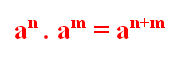 aⁿ . aᵐ = aⁿ⁺ᵐ